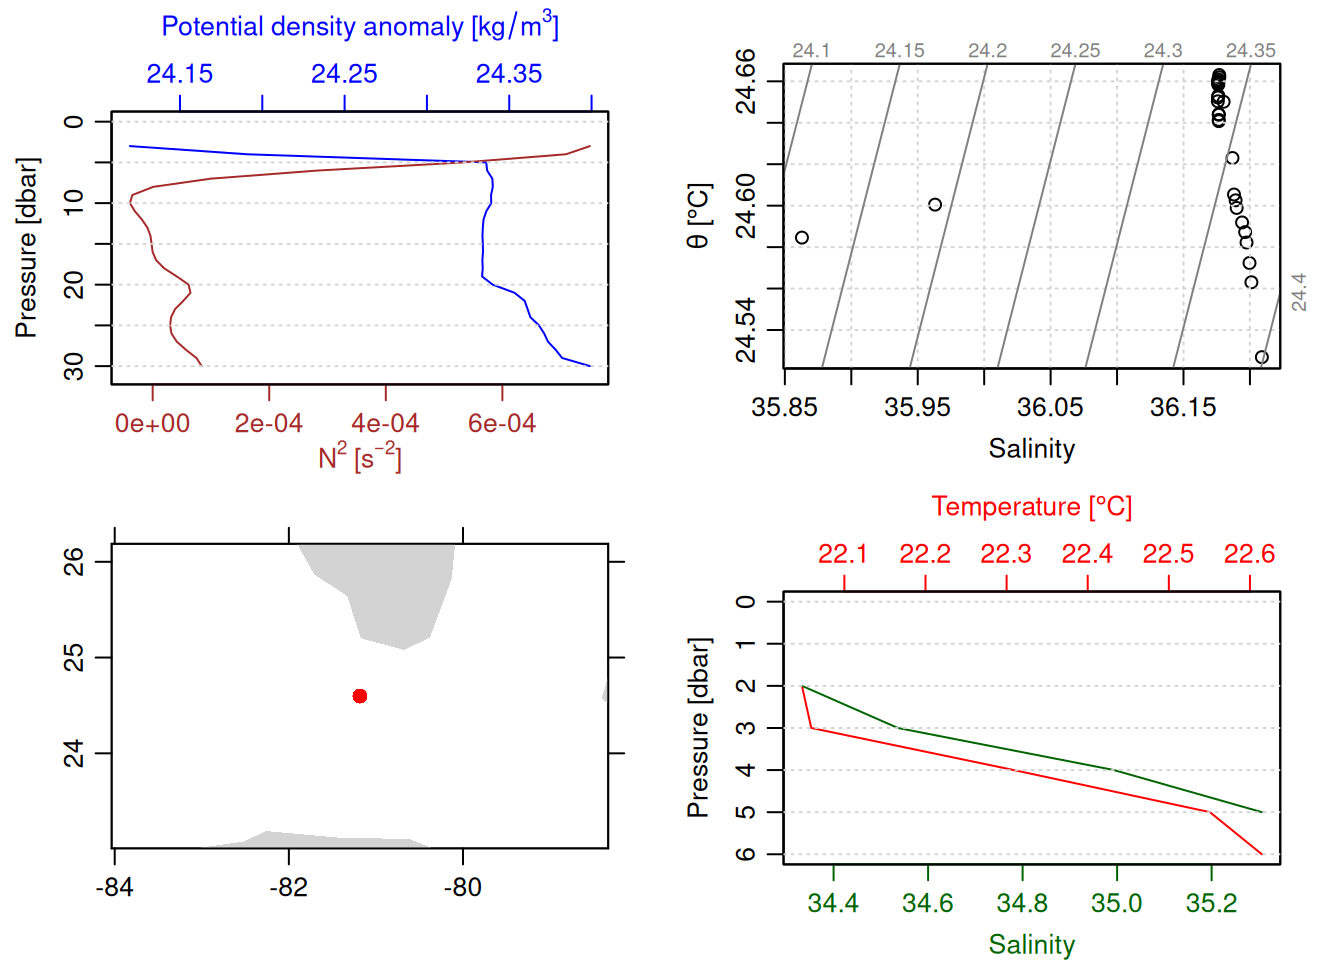 Potential density anomaly [kg/m³]
24.15 24.25 24.35
0
10
20
30
Pressure [dbar]
0e+00 2e-04 4e-04 6e-04
N² [s⁻²]
24.1 24.15 24.2 24.25 24.3 24.35
24.4
24.66
24.60
24.54
θ [°C]
35.85 35.95 36.05 36.15
Salinity
26
25
24
-84 -82 -80
Temperature [°C]
22.1 22.2 22.3 22.4 22.5 22.6
0
1
2
3
4
5
6
Pressure [dbar]
34.4 34.6 34.8 35.0 35.2
Salinity